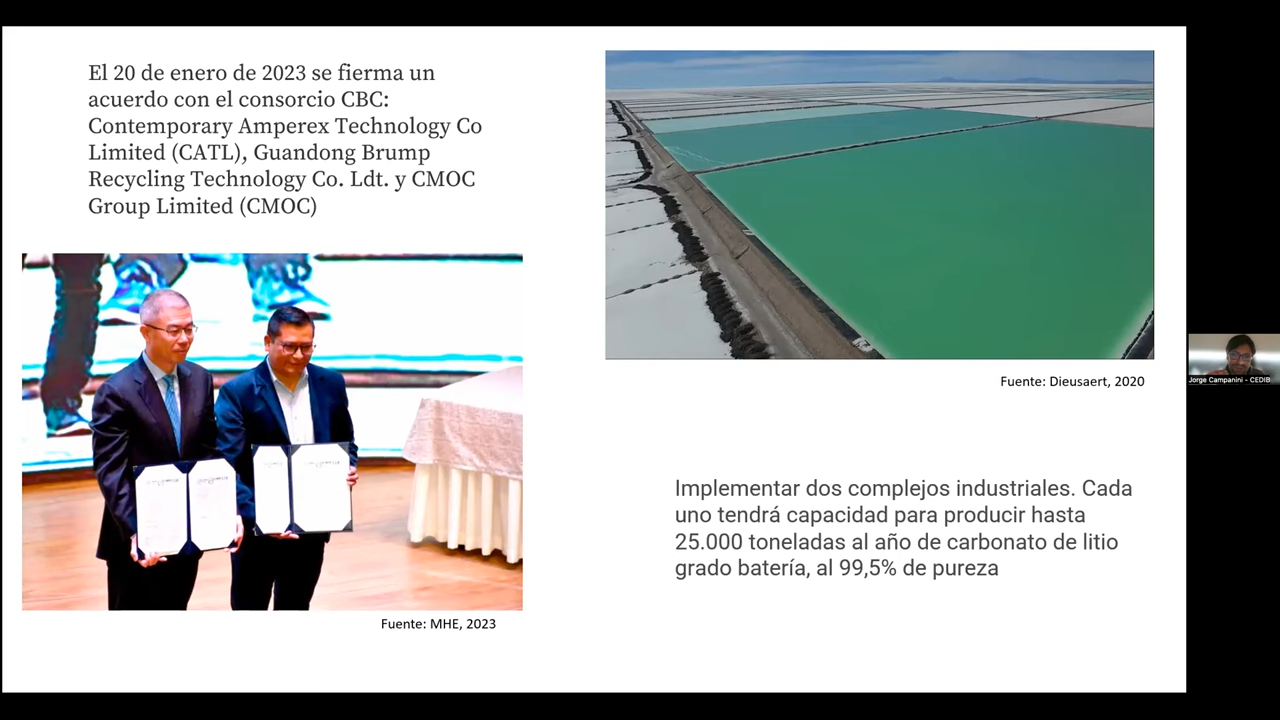 El 20 de enero de 2023 se fierma un
acuerdo con el consorcio CBC:
Contemporary Amperex Technology Co
Limited (CATL), Guandong Brump
Recycling Technology Co. Ldt. y CMOC
Group Limited (CMOC)
Fuente: Dieusaert, 2020
Jorge Campanini - CEDIB
Implementar dos complejos industriales. Cada
uno tendrá capacidad para producir hasta
25.000 toneladas al año de carbonato de litio
grado batería, al 99,5% de pureza
Fuente: MHE, 2023